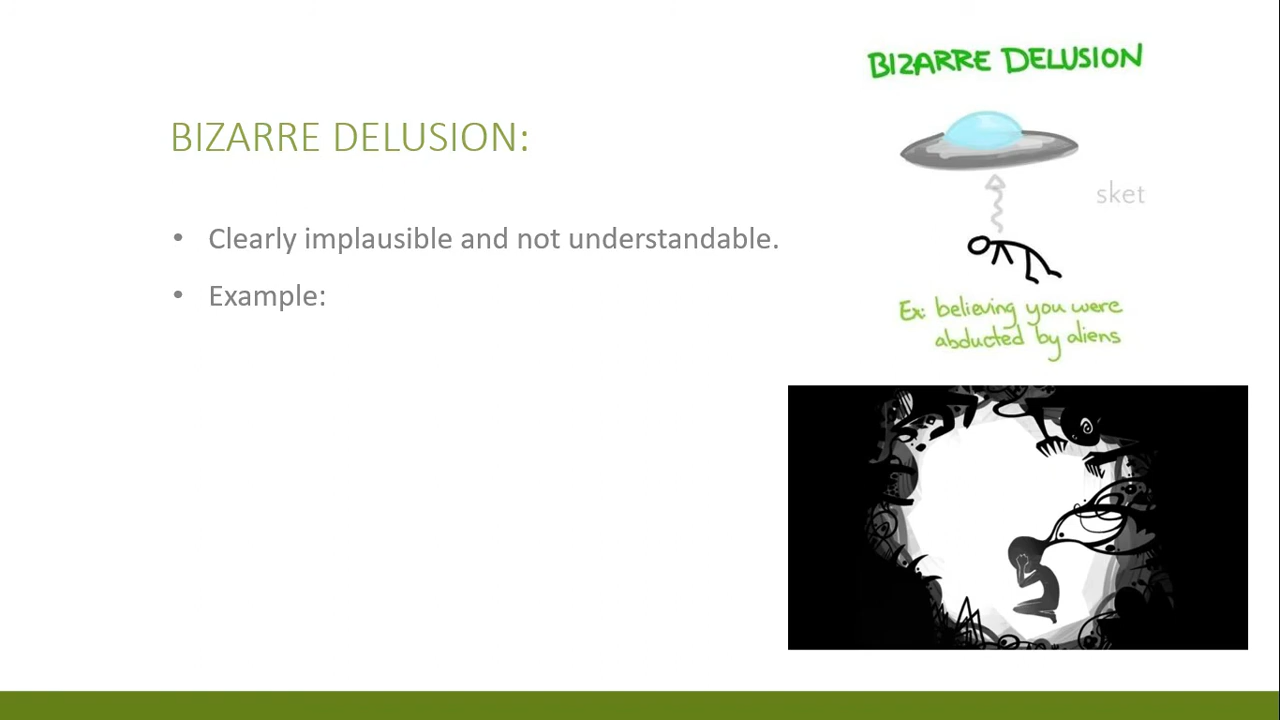 BIZARRE DELUSION:
• Clearly implausible and not understandable.
• Example:
BIZARRE DELUSION
sket
Ex: believing you were
abducted by aliens